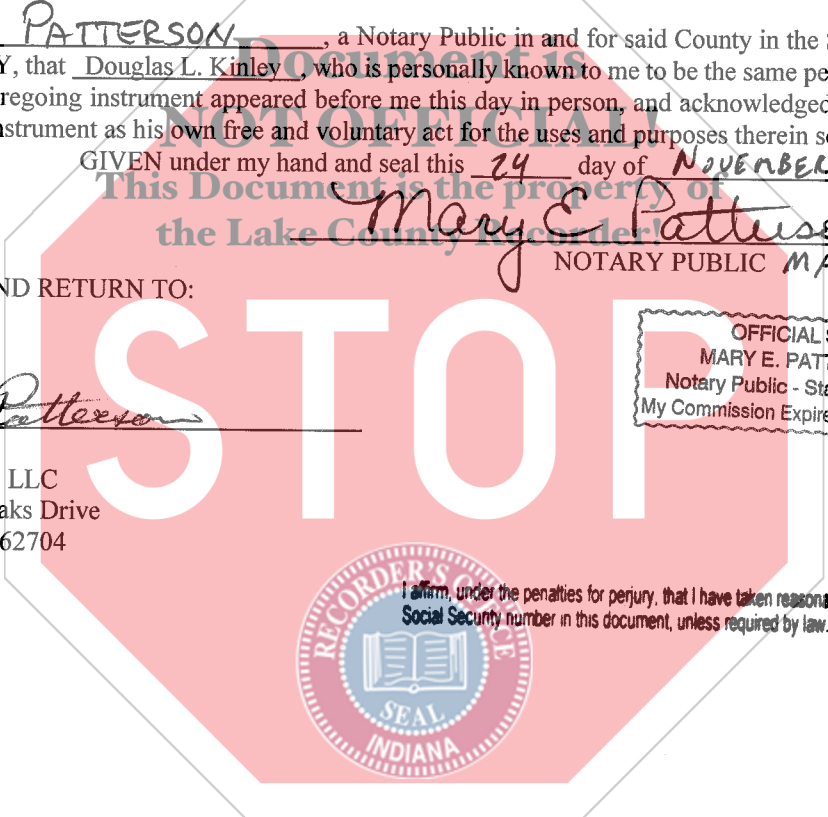 PATTERSON, a Notary Public in and for said County in the
Y, that Douglas L. Kinley, who is personally known to me to be the same pe
regoing instrument appeared before me this day in person, and acknowledged
nstrument as his own free and voluntary act for the uses and purposes therein s
GIVEN under my hand and seal this 24 day of NOVEMBER
Document is
NOT OFFICIAL!
This Document is the property of
the Lake County Recorder!
Mary E Patterso
NOTARY PUBLIC MA
ND RETURN TO:
OFFICIAL S
MARY E. PATT
Notary Public - Sta
My Commission Expire
STOP
Patterson
LLC
aks Drive
62704
I affirm, under the penalties for perjury, that I have taken reasona
Social Security number in this document, unless required by law.
RECORDER'S OFFICE
SEAL
INDIANA